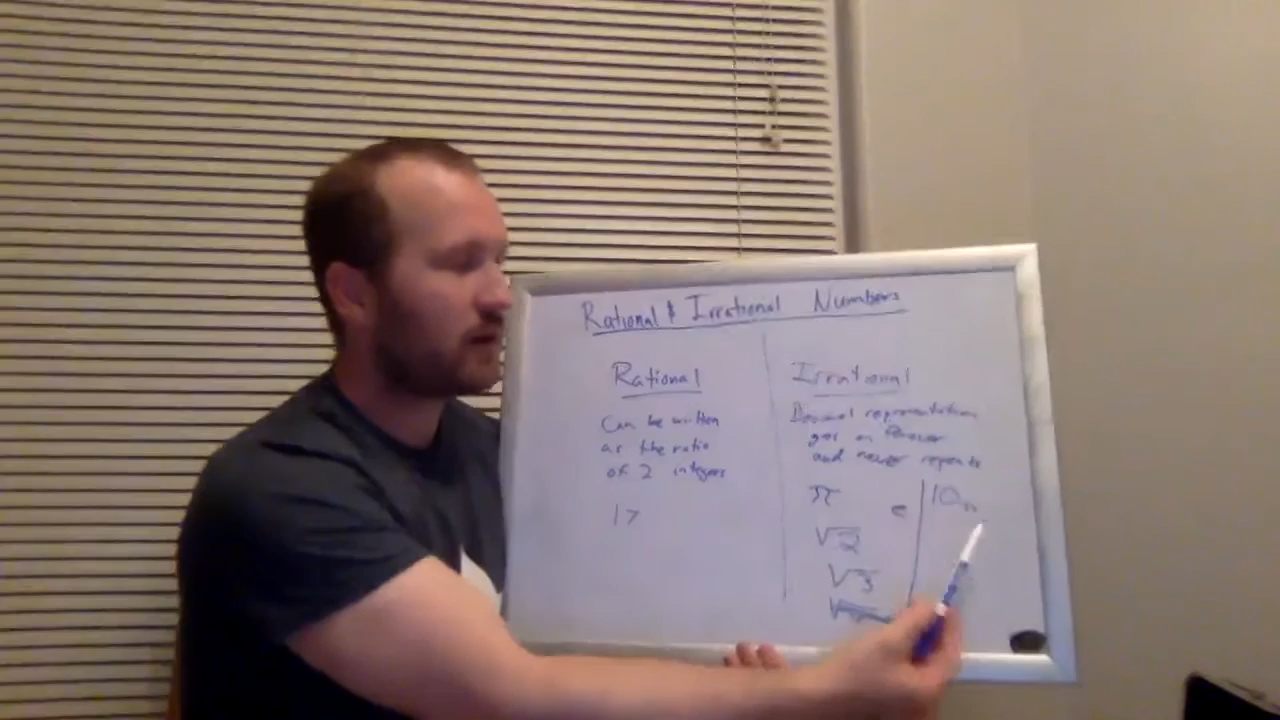 Rational & Irrational Numbers
Rational
Can be written
as the ratio
of 2 integers
17
Irrational
Decimal representation
goes on forever
and never repeats
π
e
√2
√3
10π